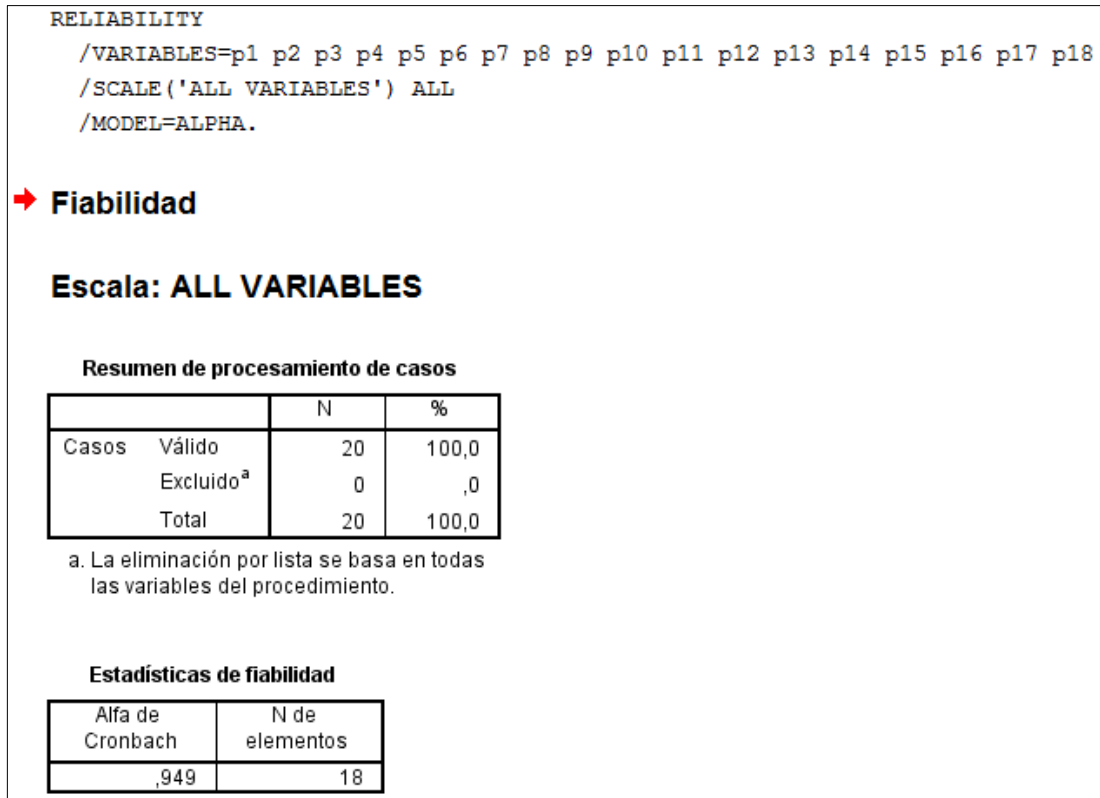 RELIABILITY
/VARIABLES=p1 p2 p3 p4 p5 p6 p7 p8 p9 p10 p11 p12 p13 p14 p15 p16 p17 p18
/SCALE('ALL VARIABLES') ALL
/MODEL=ALPHA.
Fiabilidad
Escala: ALL VARIABLES
Resumen de procesamiento de casos
N %
Casos Válido 20 100,0
Excluido^a 0 ,0
Total 20 100,0
a. La eliminación por lista se basa en todas
las variables del procedimiento.
Estadísticas de fiabilidad
Alfa de N de
Cronbach elementos
,949 18